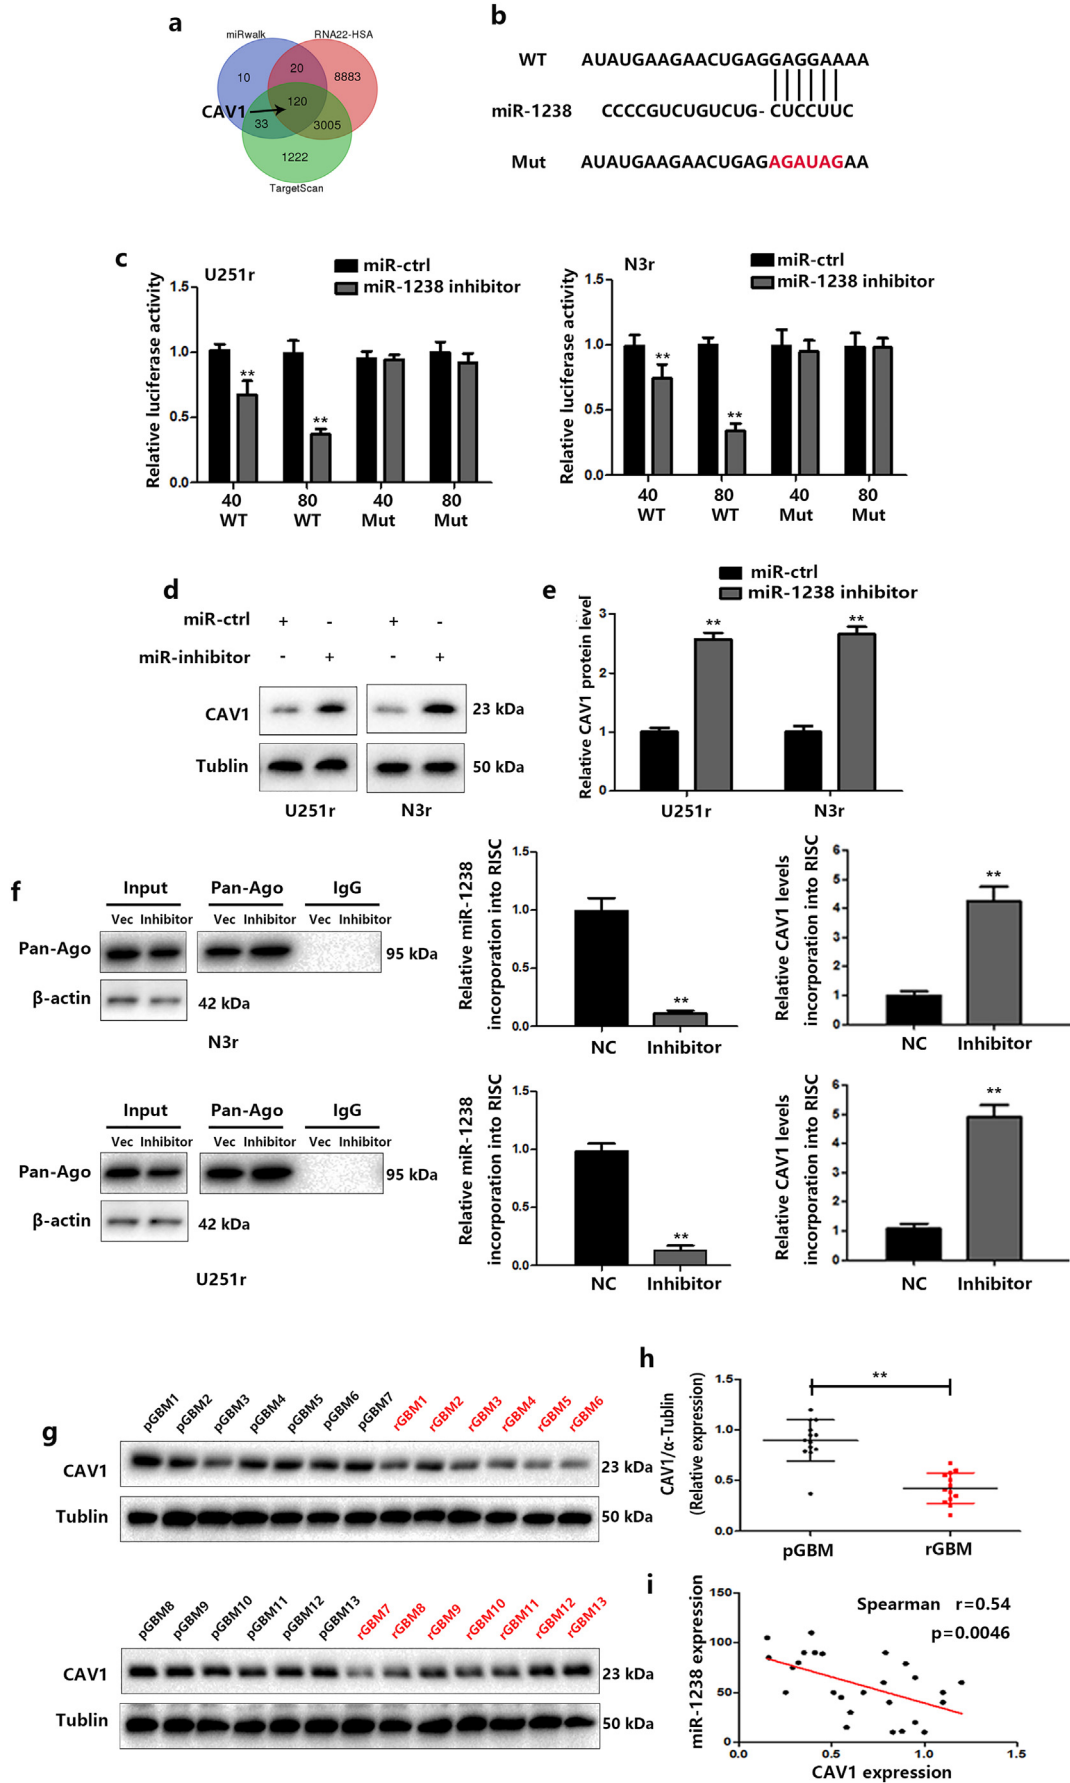 a
miRwalk
RNA22-HSA
10
20
8883
CAV1
120
33
3005
1222
TargetScan
b
WT AUAUGAAGAACUGAGGAGGAAAA
miR-1238 CCCCGUCUGUCUG- CUCCUUC
Mut AUAUGAAGAACUGAGAGAUAGAA
c
U251r
miR-ctrl
miR-1238 inhibitor
Relative luciferase activity
1.5
1.0
0.5
0.0
**
**
40 80 40 80
WT WT Mut Mut
N3r
miR-ctrl
miR-1238 inhibitor
Relative luciferase activity
1.5
1.0
0.5
0.0
**
**
40 80 40 80
WT WT Mut Mut
d
miR-ctrl + - + -
miR-inhibitor - + - +
CAV1 23 kDa
Tublin 50 kDa
U251r N3r
e
miR-ctrl
miR-1238 inhibitor
Relative CAV1 protein level
3
2
1
0
** **
U251r N3r
f
Input Pan-Ago IgG
Vec Inhibitor Vec Inhibitor Vec Inhibitor
Pan-Ago 95 kDa
β-actin 42 kDa
N3r
Relative miR-1238
incorporation into RISC
1.5
1.0
0.5
0.0
**
NC Inhibitor
Relative CAV1 levels
incorporation into RISC
6
5
4
3
2
1
0
**
NC Inhibitor
Input Pan-Ago IgG
Vec Inhibitor Vec Inhibitor Vec Inhibitor
Pan-Ago 95 kDa
β-actin 42 kDa
U251r
Relative miR-1238
incorporation into RISC
1.5
1.0
0.5
0.0
**
NC Inhibitor
Relative CAV1 levels
incorporation into RISC
6
5
4
3
2
1
0
**
NC Inhibitor
g
pGBM1 pGBM2 pGBM3 pGBM4 pGBM5 pGBM6 pGBM7 rGBM1 rGBM2 rGBM3 rGBM4 rGBM5 rGBM6
CAV1 23 kDa
Tublin 50 kDa
pGBM8 pGBM9 pGBM10 pGBM11 pGBM12 pGBM13 rGBM7 rGBM8 rGBM9 rGBM10 rGBM11 rGBM12 rGBM13
CAV1 23 kDa
Tublin 50 kDa
h
CAV1/α-Tublin
(Relative expression)
1.5
1.0
0.5
0.0
**
pGBM rGBM
i
miR-1238 expression
150
100
50
0
Spearman r=0.54
p=0.0046
0.0 0.5 1.0 1.5
CAV1 expression